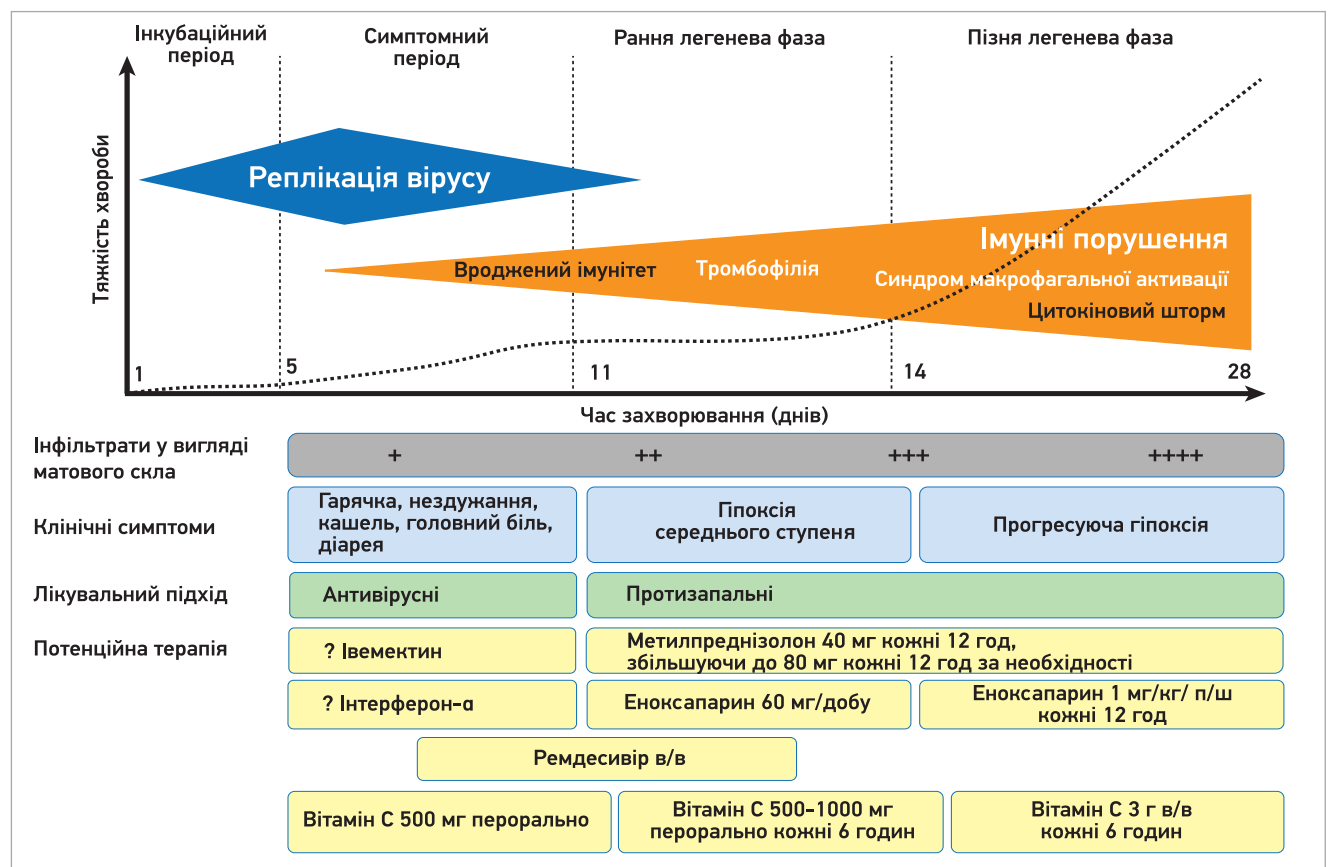 Інкубаційний
період
Симптомний
період
Рання легенева фаза
Пізня легенева фаза
Тяжкість хвороби
Реплікація вірусу
Імунні порушення
Вроджений імунітет
Тромбофілія
Синдром макрофагальної активації
Цитокіновий шторм
1
5
11
14
28
Час захворювання (днів)
Інфільтрати у вигляді
матового скла
+
++
+++
++++
Клінічні симптоми
Гарячка, нездужання,
кашель, головний біль,
діарея
Гіпоксія
середнього ступеня
Прогресуюча гіпоксія
Лікувальний підхід
Антивірусні
Протизапальні
Потенційна терапія
? Івемектин
Метилпреднізолон 40 мг кожні 12 год,
збільшуючи до 80 мг кожні 12 год за необхідності
? Інтерферон-α
Еноксапарин 60 мг/добу
Еноксапарин 1 мг/кг/ п/ш
кожні 12 год
Ремдесивір в/в
Вітамін С 500 мг перорально
Вітамін С 500–1000 мг
перорально кожні 6 годин
Вітамін С 3 г в/в
кожні 6 годин